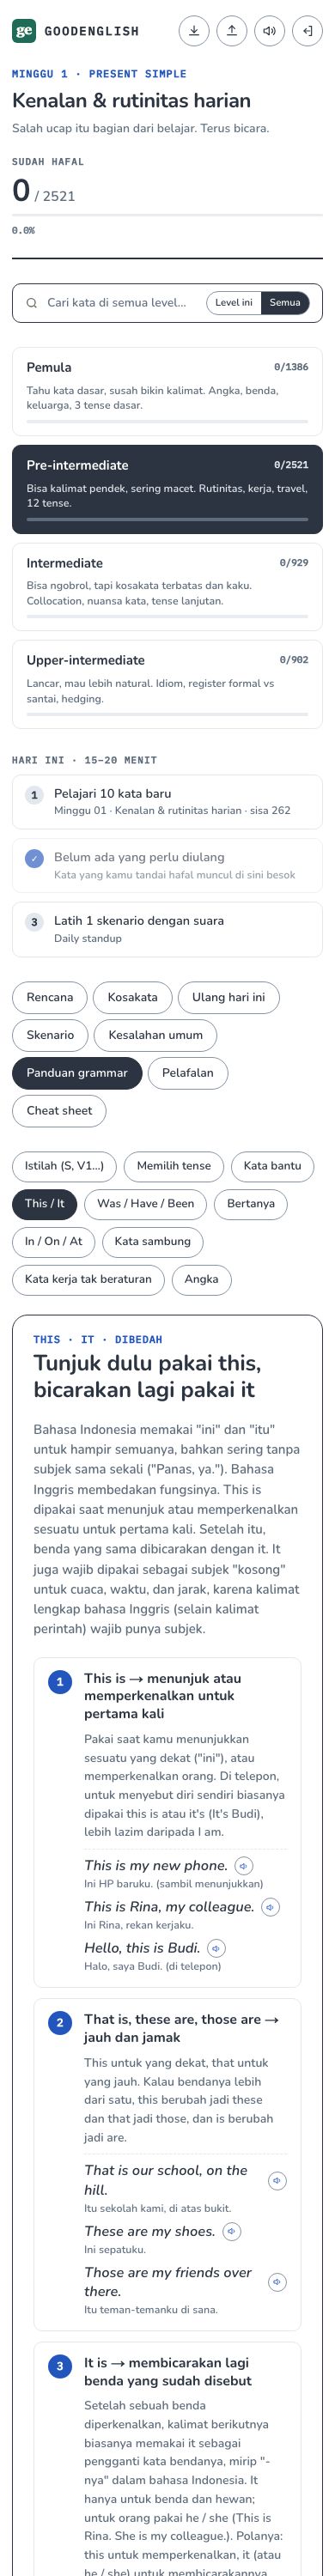 ge GOODENGLISH
MINGGU 1 · PRESENT SIMPLE
Kenalan & rutinitas harian
Salah ucap itu bagian dari belajar. Terus bicara.
SUDAH HAFAL
0 / 2521
0.0%
Cari kata di semua level... Level ini Semua
Pemula 0/1386
Tahu kata dasar, susah bikin kalimat. Angka, benda,
keluarga, 3 tense dasar.
Pre-intermediate 0/2521
Bisa kalimat pendek, sering macet. Rutinitas, kerja, travel,
12 tense.
Intermediate 0/929
Bisa ngobrol, tapi kosakata terbatas dan kaku.
Collocation, nuansa kata, tense lanjutan.
Upper-intermediate 0/902
Lancar, mau lebih natural. Idiom, register formal vs
santai, hedging.
HARI INI · 15–20 MENIT
1 Pelajari 10 kata baru
Minggu 01 · Kenalan & rutinitas harian · sisa 262
✓ Belum ada yang perlu diulang
Kata yang kamu tandai hafal muncul di sini besok
3 Latih 1 skenario dengan suara
Daily standup
Rencana Kosakata Ulang hari ini
Skenario Kesalahan umum
Panduan grammar Pelafalan
Cheat sheet
Istilah (S, V1...) Memilih tense Kata bantu
This / It Was / Have / Been Bertanya
In / On / At Kata sambung
Kata kerja tak beraturan Angka
THIS · IT · DIBEDAH
Tunjuk dulu pakai this,
bicarakan lagi pakai it
Bahasa Indonesia memakai "ini" dan "itu"
untuk hampir semuanya, bahkan sering tanpa
subjek sama sekali ("Panas, ya."). Bahasa
Inggris membedakan fungsinya. This is
dipakai saat menunjuk atau memperkenalkan
sesuatu untuk pertama kali. Setelah itu,
benda yang sama dibicarakan dengan it. It
juga wajib dipakai sebagai subjek "kosong"
untuk cuaca, waktu, dan jarak, karena kalimat
lengkap bahasa Inggris (selain kalimat
perintah) wajib punya subjek.
1 This is → menunjuk atau
memperkenalkan untuk
pertama kali
Pakai saat kamu menunjukkan
sesuatu yang dekat ("ini"), atau
memperkenalkan orang. Di telepon,
untuk menyebut diri sendiri biasanya
dipakai this is atau it's (It's Budi),
lebih lazim daripada I am.
This is my new phone.
Ini HP baruku. (sambil menunjukkan)
This is Rina, my colleague.
Ini Rina, rekan kerjaku.
Hello, this is Budi.
Halo, saya Budi. (di telepon)
2 That is, these are, those are →
jauh dan jamak
This untuk yang dekat, that untuk
yang jauh. Kalau bendanya lebih
dari satu, this berubah jadi these
dan that jadi those, dan is berubah
jadi are.
That is our school, on the
hill.
Itu sekolah kami, di atas bukit.
These are my shoes.
Ini sepatuku.
Those are my friends over
there.
Itu teman-temanku di sana.
3 It is → membicarakan lagi
benda yang sudah disebut
Setelah sebuah benda
diperkenalkan, kalimat berikutnya
biasanya memakai it sebagai
pengganti kata bendanya, mirip "-
nya" dalam bahasa Indonesia. It
hanya untuk benda dan hewan;
untuk orang pakai he / she (This is
Rina. She is my colleague.). Polanya:
this untuk memperkenalkan, it (atau
he / she) untuk membicarakannya